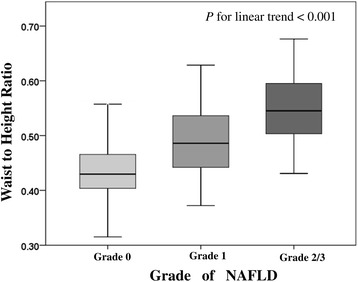 P for linear trend < 0.001
Waist to Height Ratio
0.70
0.60
0.50
0.40
0.30
Grade 0 Grade 1 Grade 2/3
Grade of NAFLD